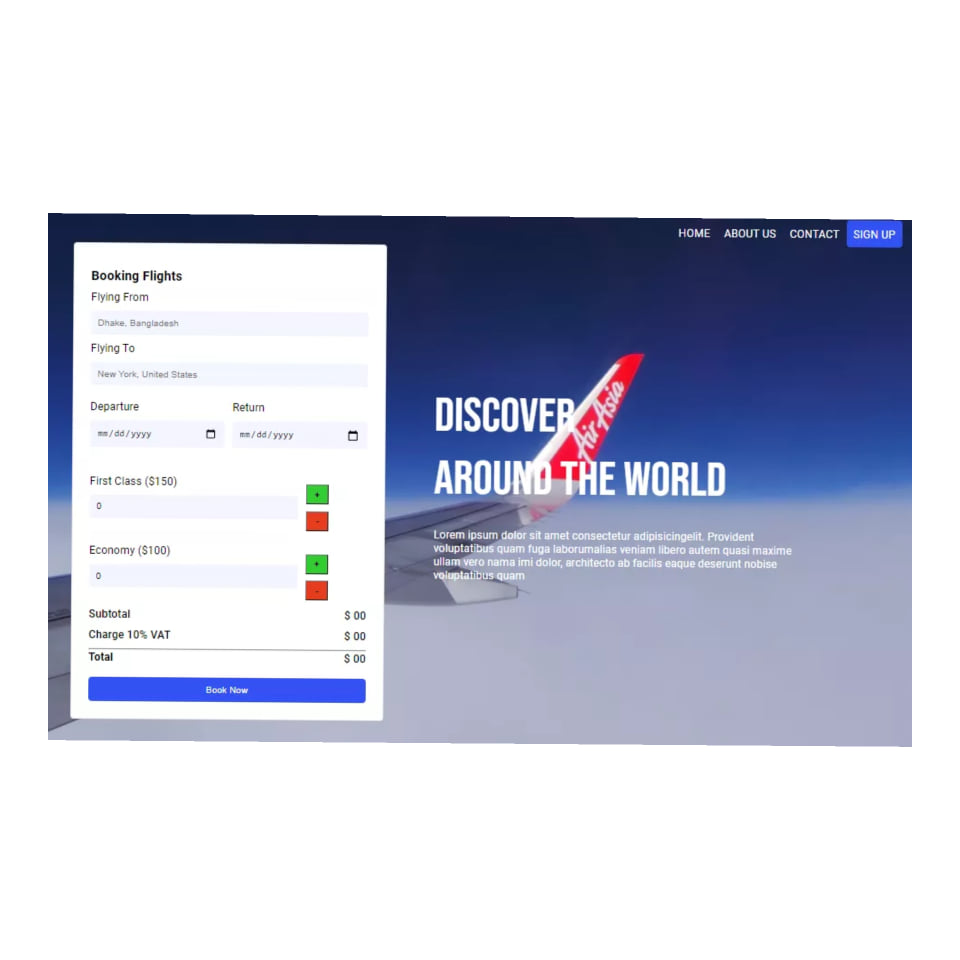 HOME ABOUT US CONTACT SIGN UP
Booking Flights
Flying From
Dhake, Bangladesh
Flying To
New York, United States
Departure Return
mm/dd/yyyy mm/dd/yyyy
First Class ($150)
0
+
-
Economy ($100)
0
+
-
Subtotal $ 00
Charge 10% VAT $ 00
Total $ 00
Book Now
DISCOVER
AROUND THE WORLD
Air Asia
Lorem ipsum dolor sit amet consectetur adipisicingelit. Provident
voluptatibus quam fuga laborumalias veniam libero autem quasi maxime
ullam vero nama imi dolor, architecto ab facilis eaque deserunt nobise
voluptatibus quam